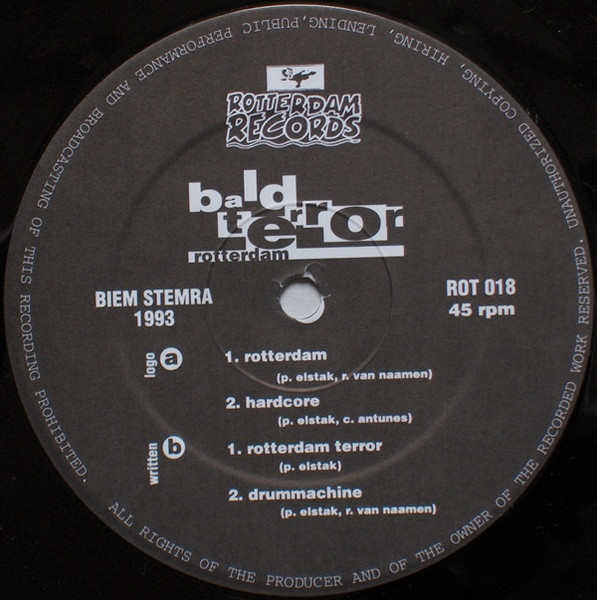 ROTTERDAM
RECORDS
bald
terror
rotterdam
BIEM STEMRA
1993
ROT 018
45 rpm
logo a
1. rotterdam
(p. elstak, r. van naamen)
2. hardcore
(p. elstak, c. antunes)
written b
1. rotterdam terror
(p. elstak)
2. drummachine
(p. elstak, r. van naamen)
ALL RIGHTS OF THE PRODUCER AND OF THE OWNER OF THE RECORDED WORK RESERVED. UNAUTHORIZED COPYING, HIRING, LENDING, PUBLIC PERFORMANCE AND BROADCASTING OF THIS RECORDING PROHIBITED.